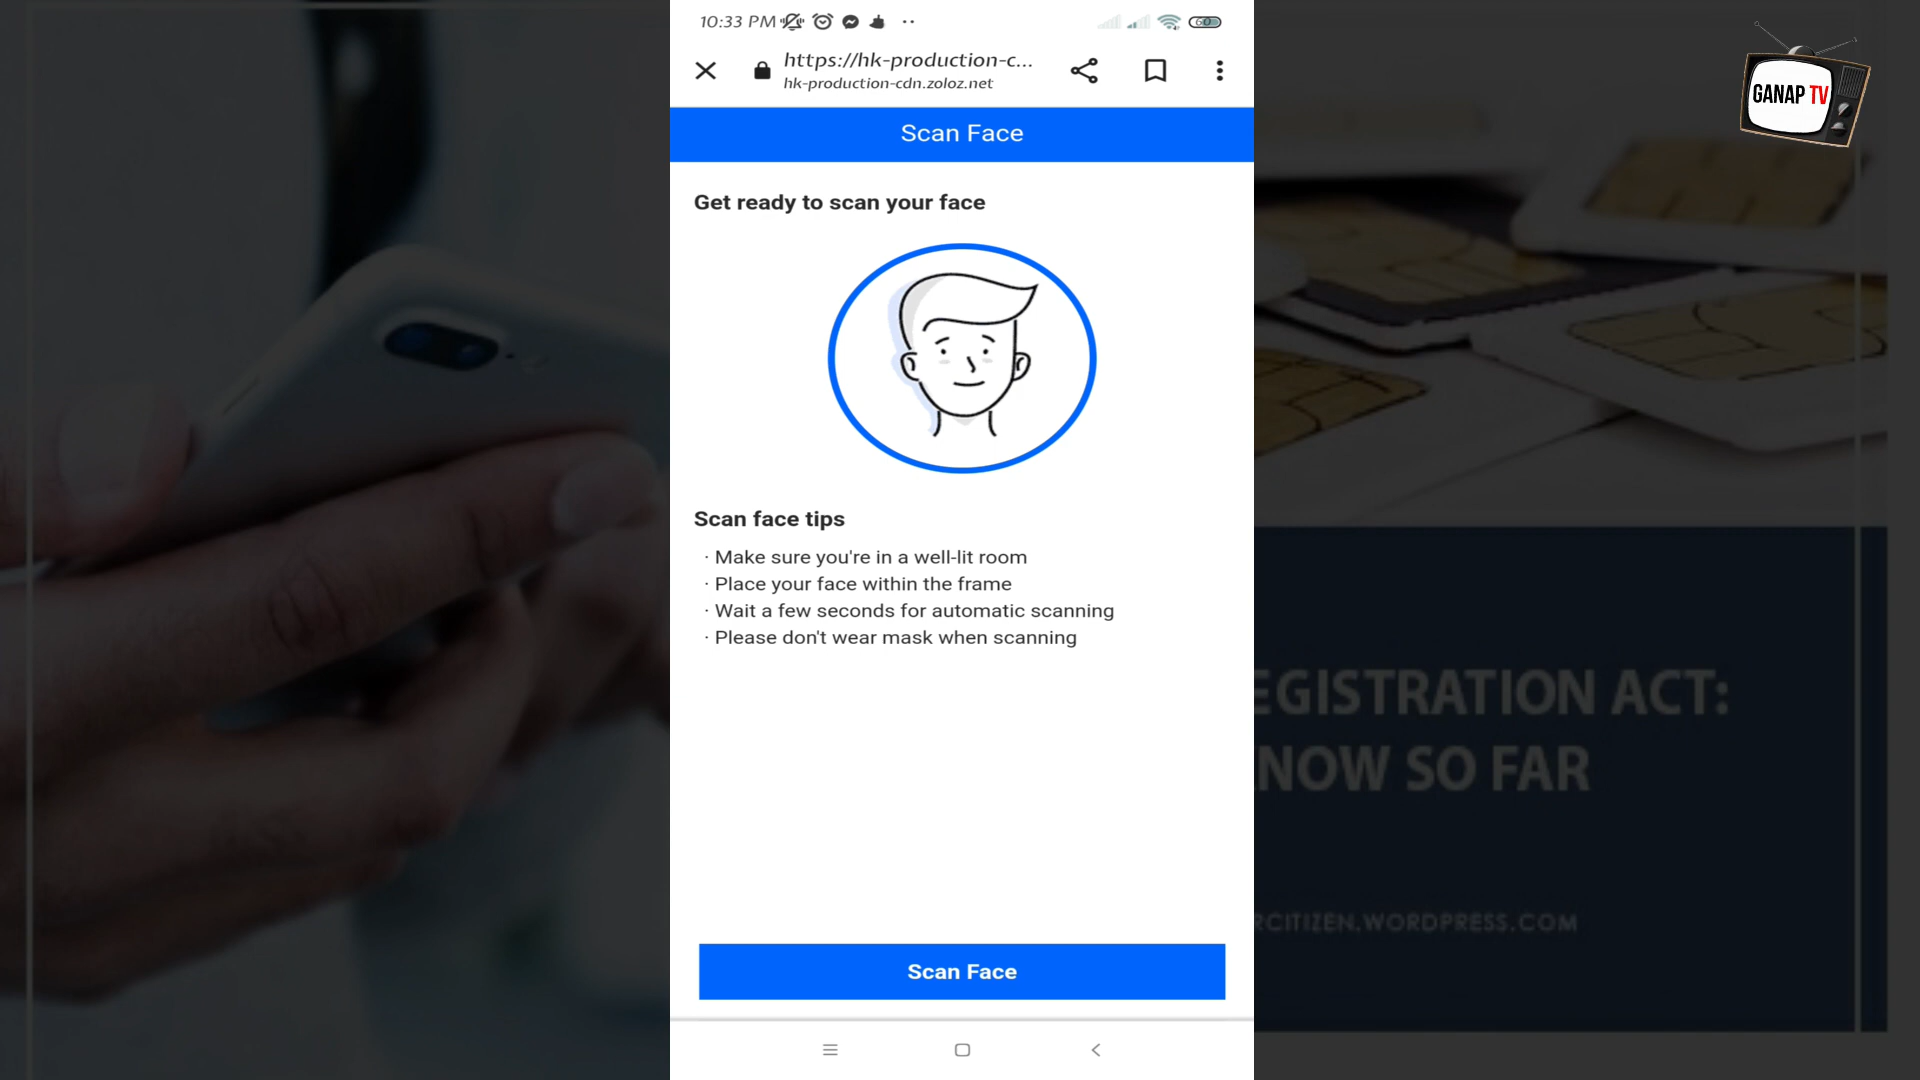 10:33 PM
60
https://hk-production-c...
hk-production-cdn.zoloz.net
GANAP TV
Scan Face
Get ready to scan your face
Scan face tips
· Make sure you're in a well-lit room
· Place your face within the frame
· Wait a few seconds for automatic scanning
· Please don't wear mask when scanning
EGISTRATION ACT:
NOW SO FAR
RCITIZEN.WORDPRESS.COM
Scan Face